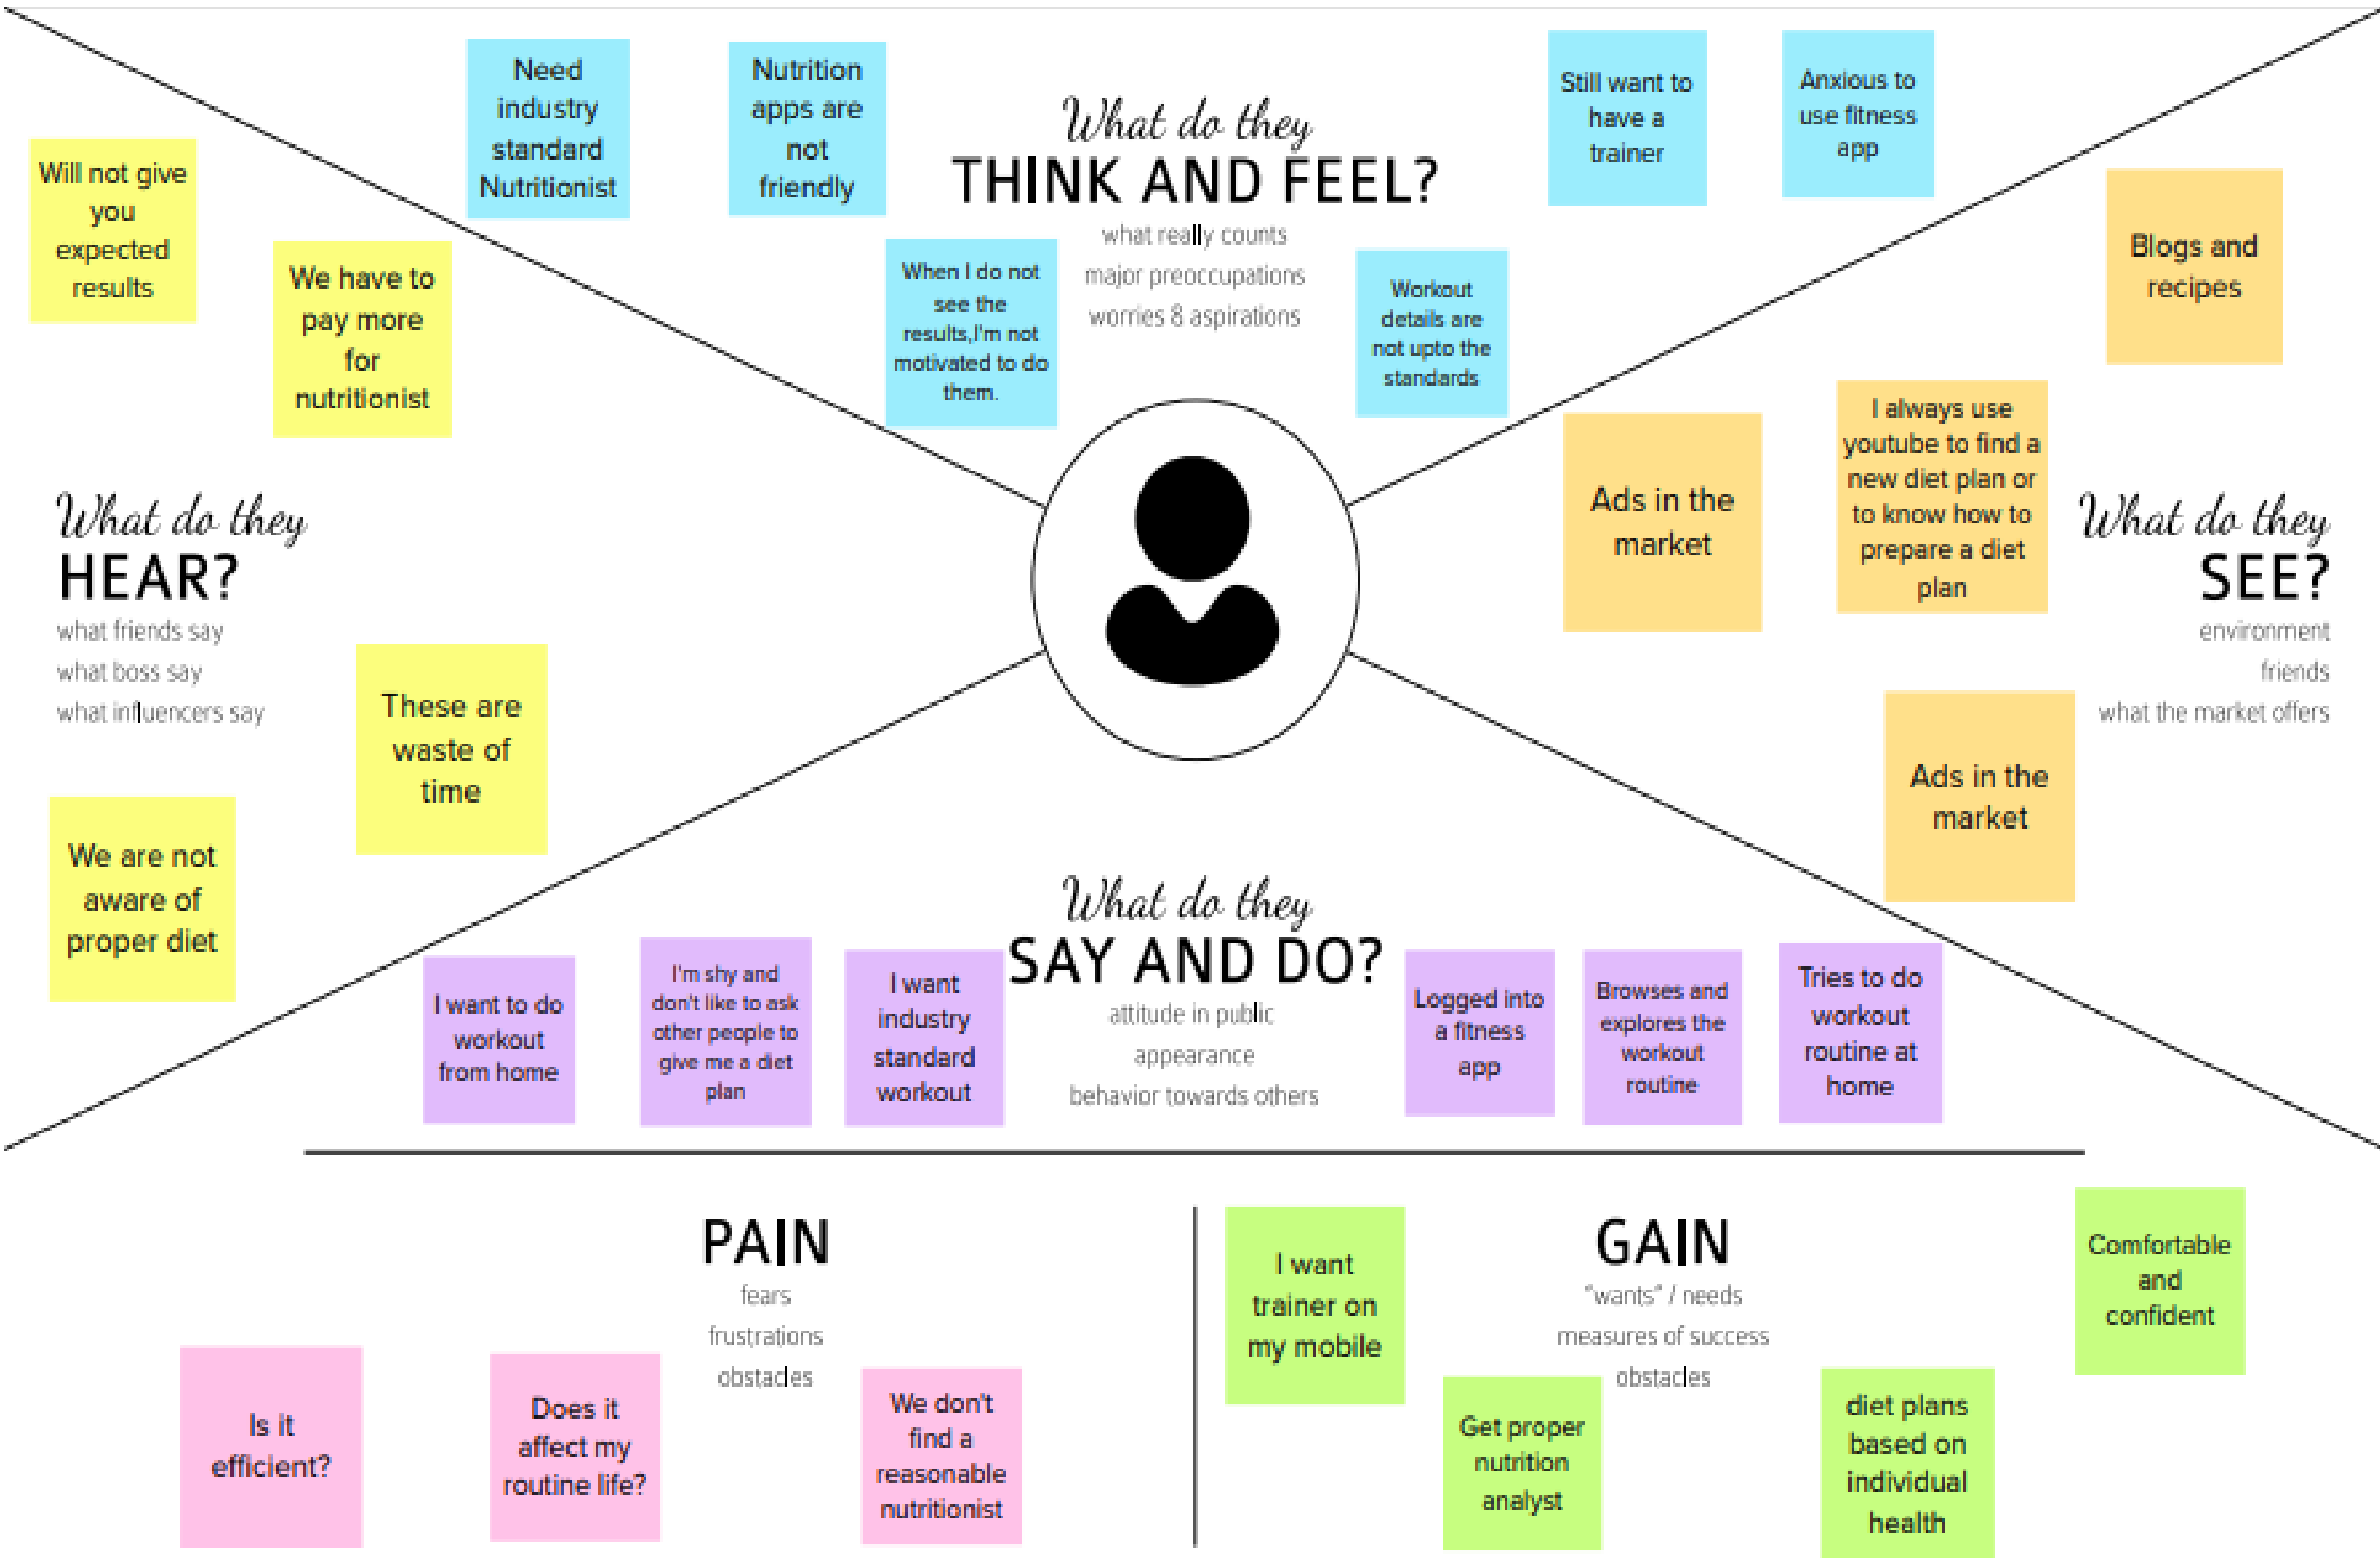 Need
industry
standard
Nutritionist
Nutrition
apps are
not
friendly
What do they
THINK AND FEEL?
what really counts
major preoccupations
worries & aspirations
When I do not
see the
results,I'm not
motivated to do
them.
Workout
details are
not upto the
standards
Still want to
have a
trainer
Anxious to
use fitness
app
Will not give
you
expected
results
We have to
pay more
for
nutritionist
What do they
HEAR?
what friends say
what boss say
what influencers say
These are
waste of
time
We are not
aware of
proper diet
Blogs and
recipes
Ads in the
market
I always use
youtube to find a
new diet plan or
to know how to
prepare a diet
plan
What do they
SEE?
environment
friends
what the market offers
Ads in the
market
What do they
SAY AND DO?
attitude in public
appearance
behavior towards others
I want to do
workout
from home
I'm shy and
don't like to ask
other people to
give me a diet
plan
I want
industry
standard
workout
Logged into
a fitness
app
Browses and
explores the
workout
routine
Tries to do
workout
routine at
home
PAIN
fears
frustrations
obstacles
Is it
efficient?
Does it
affect my
routine life?
We don't
find a
reasonable
nutritionist
GAIN
"wants" / needs
measures of success
obstacles
I want
trainer on
my mobile
Get proper
nutrition
analyst
diet plans
based on
individual
health
Comfortable
and
confident